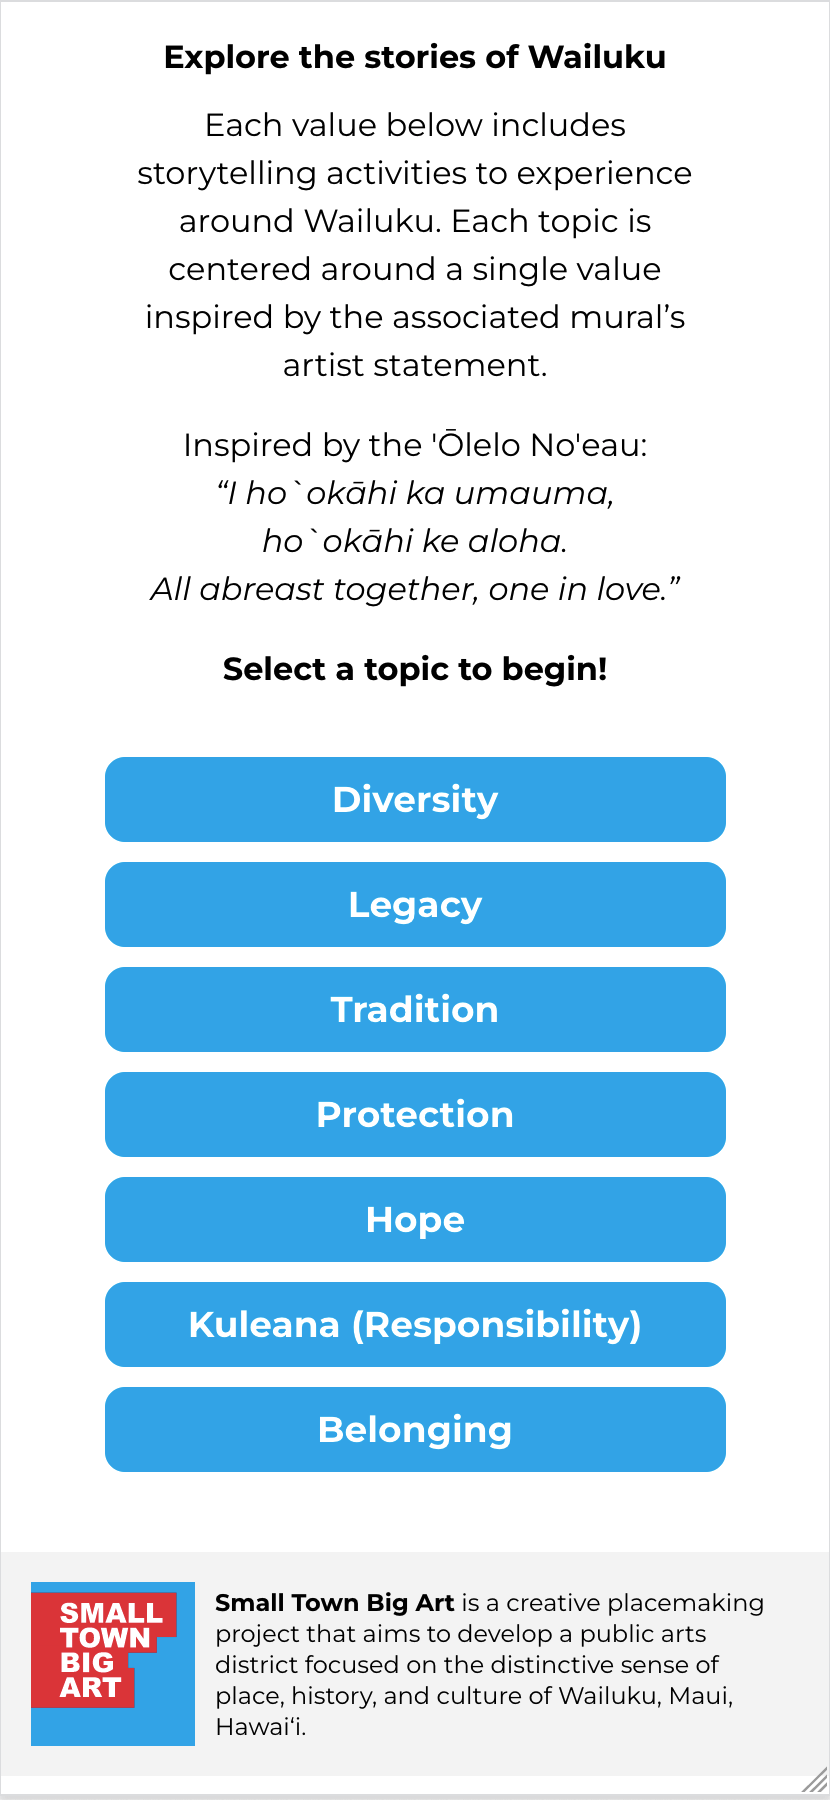 Explore the stories of Wailuku
Each value below includes
storytelling activities to experience
around Wailuku. Each topic is
centered around a single value
inspired by the associated mural’s
artist statement.
Inspired by the 'Ōlelo No'eau:
“I ho`okāhi ka umauma,
ho`okāhi ke aloha.
All abreast together, one in love.”
Select a topic to begin!
Diversity
Legacy
Tradition
Protection
Hope
Kuleana (Responsibility)
Belonging
SMALL
TOWN
BIG
ART
Small Town Big Art is a creative placemaking
project that aims to develop a public arts
district focused on the distinctive sense of
place, history, and culture of Wailuku, Maui,
Hawai‘i.